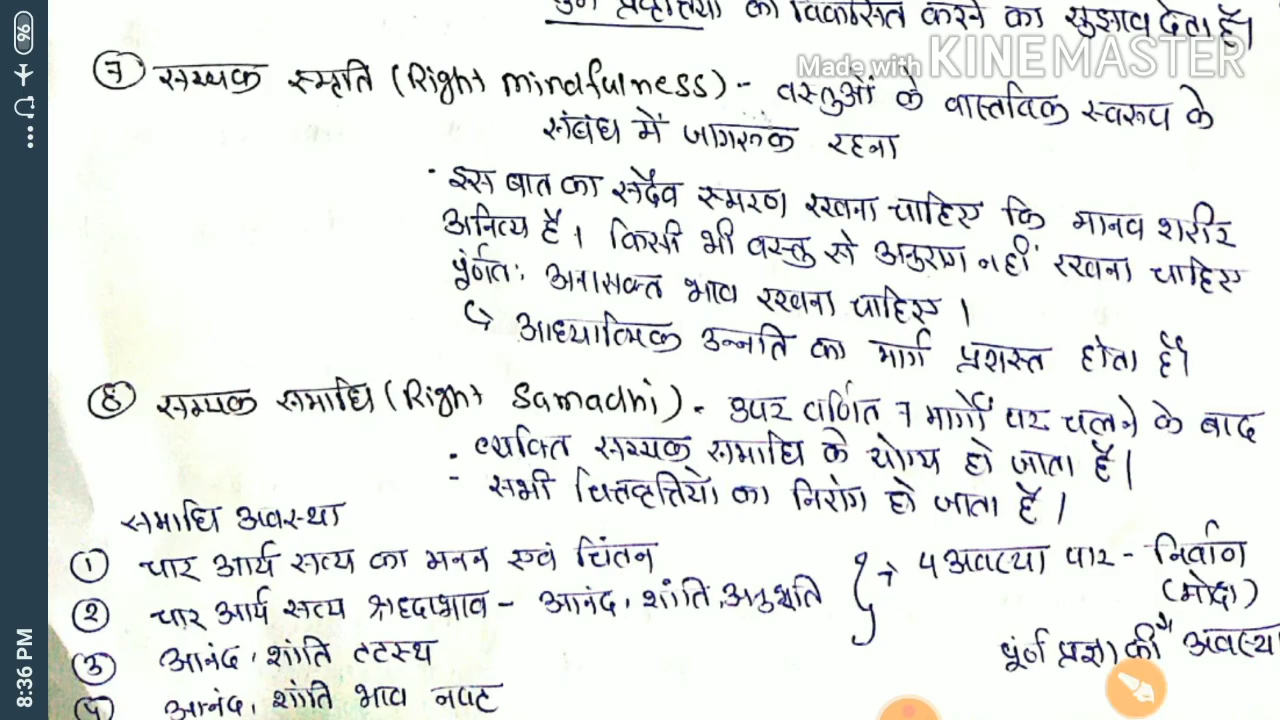 प्रवृत्तियों को विकसित करने का सुझाव देता है।
Made with KINEMASTER
⑦ सम्यक स्मृति (Right mindfulness) - वस्तुओं के वास्तविक स्वरूप के
संबंध में जागरूक रहना
· इस बात का सदैव स्मरण रखना चाहिए कि मानव शरीर
अनित्य है। किसी भी वस्तु से अनुराग नहीं रखना चाहिए
पूर्णतः अनासक्त भाव रखना चाहिए।
↳ आध्यात्मिक उन्नति का मार्ग प्रशस्त होता है।
⑧ सम्यक समाधि (Right Samadhi) - उपर वर्णित 7 मार्गों पर चलने के बाद
· व्यक्ति सम्यक समाधि के योग्य हो जाता है।
- सभी चित्तवृत्तियों का निरोग हो जाता है।
समाधि अवस्था
① चार आर्य सत्य का मनन एवं चिंतन
② चार आर्य सत्य श्रद्धाभाव - आनंद, शांति, अनुभूति
③ आनंद, शांति तटस्थ
आनंद, शांति भाव नष्ट
} → 4 अवस्था पार - निर्वाण
(मोक्ष)
पूर्ण प्रज्ञा की अवस्था
8:36 PM
96